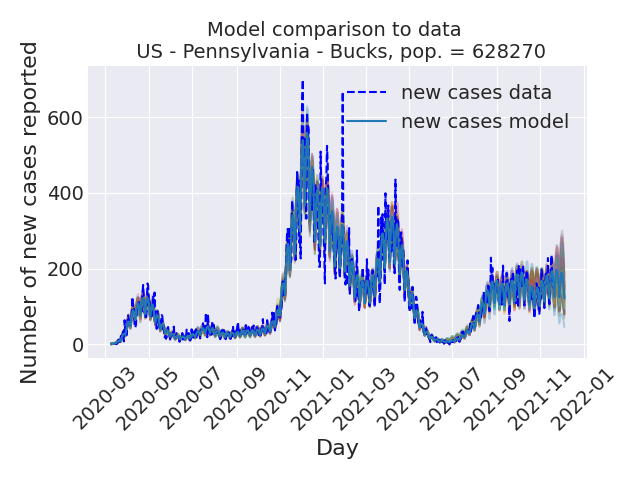 Model comparison to data
US - Pennsylvania - Bucks, pop. = 628270
Number of new cases reported
600
400
200
0
new cases data
new cases model
2020-03
2020-05
2020-07
2020-09
2020-11
2021-01
2021-03
2021-05
2021-07
2021-09
2021-11
2022-01
Day